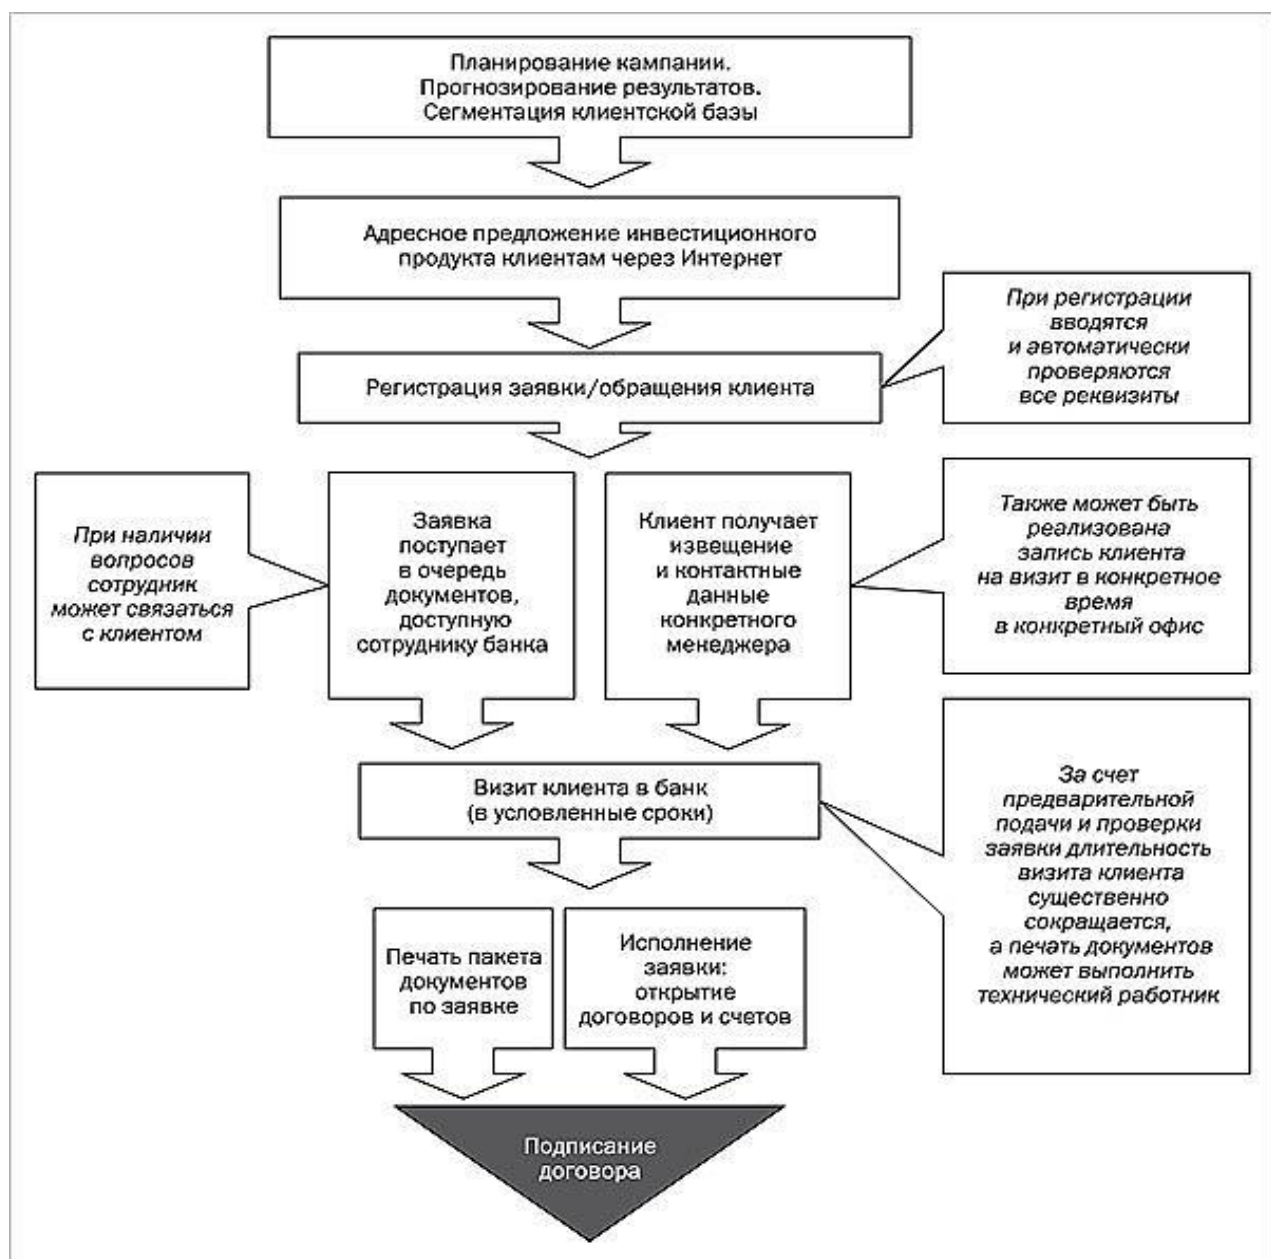 Планирование кампании.
Прогнозирование результатов.
Сегментация клиентской базы
Адресное предложение инвестиционного
продукта клиентам через Интернет
При регистрации
вводятся
и автоматически
проверяются
все реквизиты
Регистрация заявки/обращения клиента
При наличии
вопросов
сотрудник
может связаться
с клиентом
Заявка
поступает
в очередь
документов,
доступную
сотруднику банка
Клиент получает
извещение
и контактные
данные
конкретного
менеджера
Также может быть
реализована
запись клиента
на визит в конкретное
время
в конкретный офис
Визит клиента в банк
(в условленные сроки)
За счет
предварительной
подачи и проверки
заявки длительность
визита клиента
существенно
сокращается,
а печать документов
может выполнить
технический работник
Печать пакета
документов
по заявке
Исполнение
заявки:
открытие
договоров и счетов
Подписание
договора